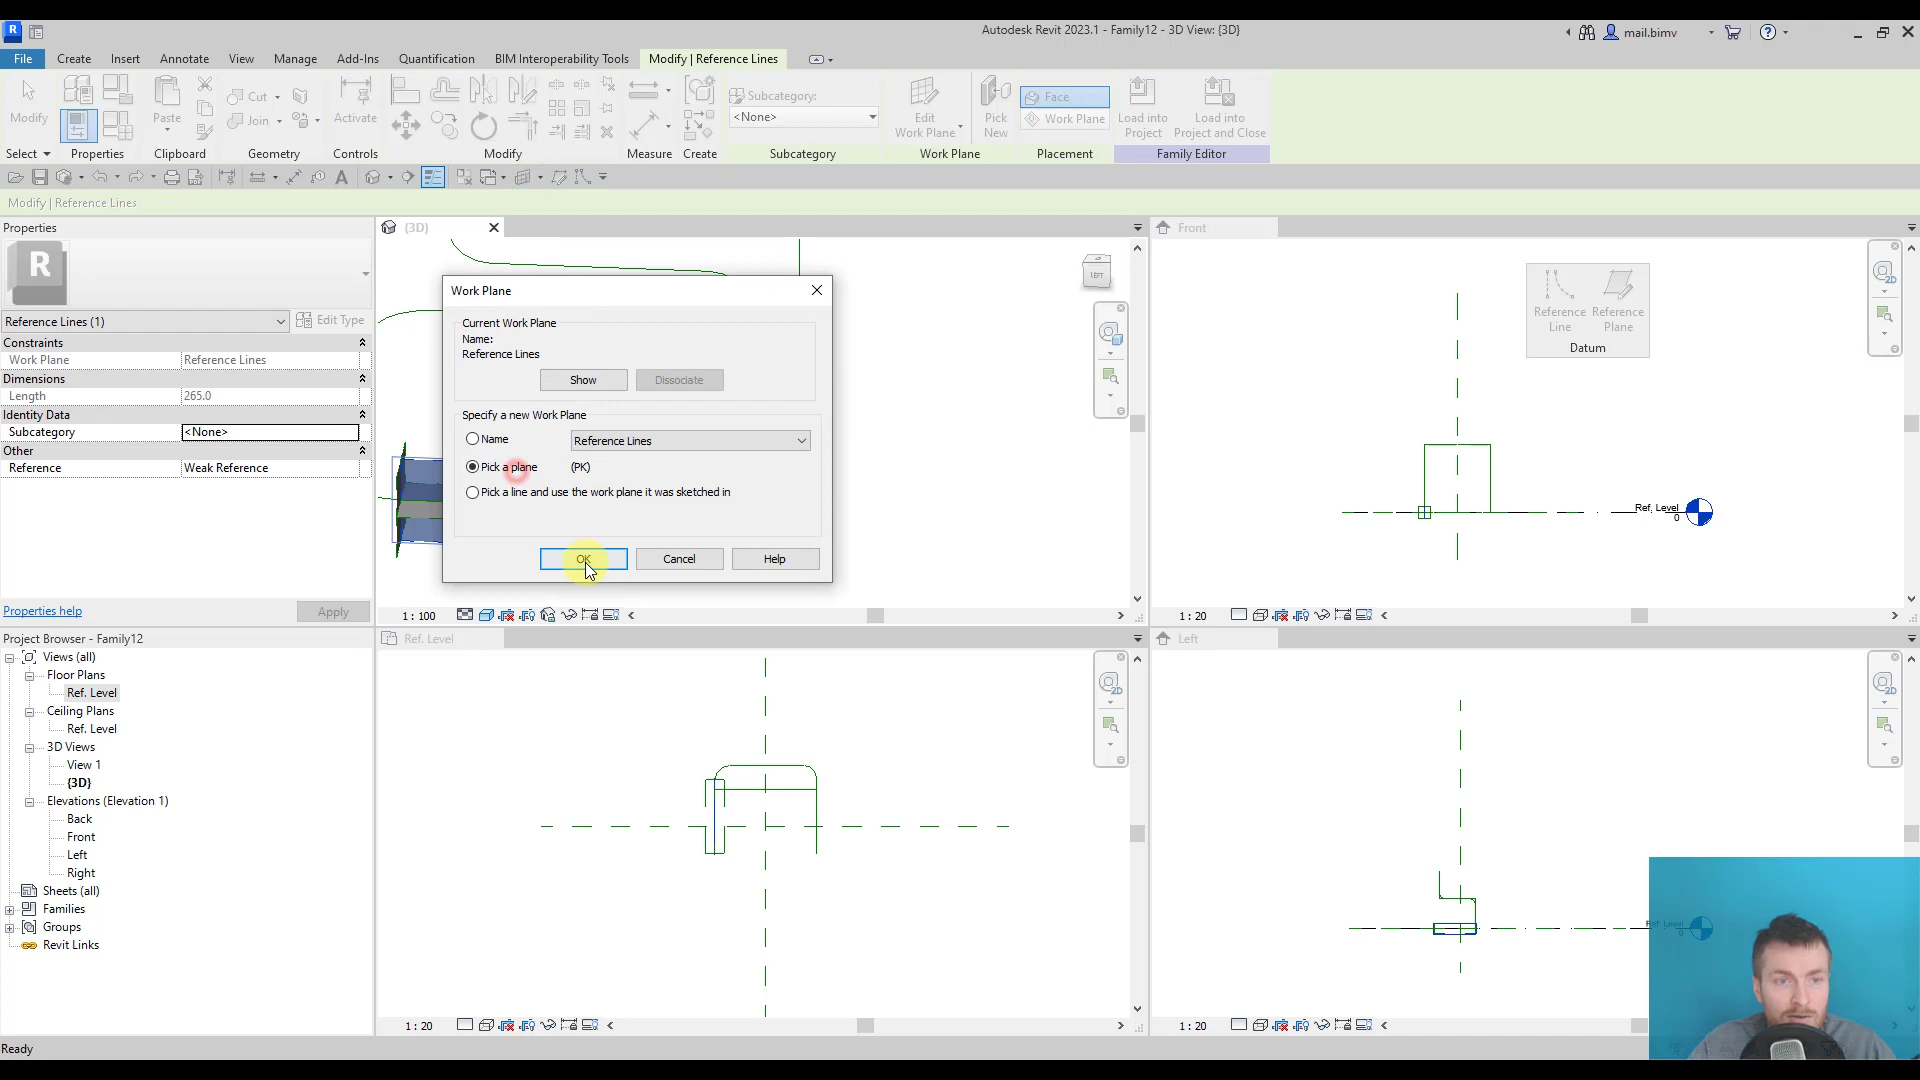 Autodesk Revit 2023.1 - Family12 - 3D View: {3D}
mail.bimv
File Create Insert Annotate View Manage Add-Ins Quantification BIM Interoperability Tools Modify | Reference Lines
Modify
Paste
Cut
Join
Activate
Subcategory:
<None>
Edit
Work Plane
Pick
New
Face
Work Plane
Load into
Project
Load into
Project and Close
Select Properties Clipboard Geometry Controls Modify Measure Create Subcategory Work Plane Placement Family Editor
Modify | Reference Lines
Properties
R
Reference Lines (1)
Edit Type
Constraints
Work Plane Reference Lines
Dimensions
Length 265.0
Identity Data
Subcategory <None>
Other
Reference Weak Reference
Properties help
Apply
{3D}
LEFT
Work Plane
Current Work Plane
Name:
Reference Lines
Show
Dissociate
Specify a new Work Plane
Name
Reference Lines
Pick a plane (PK)
Pick a line and use the work plane it was sketched in
OK
Cancel
Help
1 : 100
Front
2D
Reference
Line
Reference
Plane
Datum
Ref. Level
0
1 : 20
Project Browser - Family12
Views (all)
Floor Plans
Ref. Level
Ceiling Plans
Ref. Level
3D Views
View 1
{3D}
Elevations (Elevation 1)
Back
Front
Left
Right
Sheets (all)
Families
Groups
Revit Links
Ref. Level
2D
1 : 20
Left
2D
Ref. Level
0
1 : 20
Ready